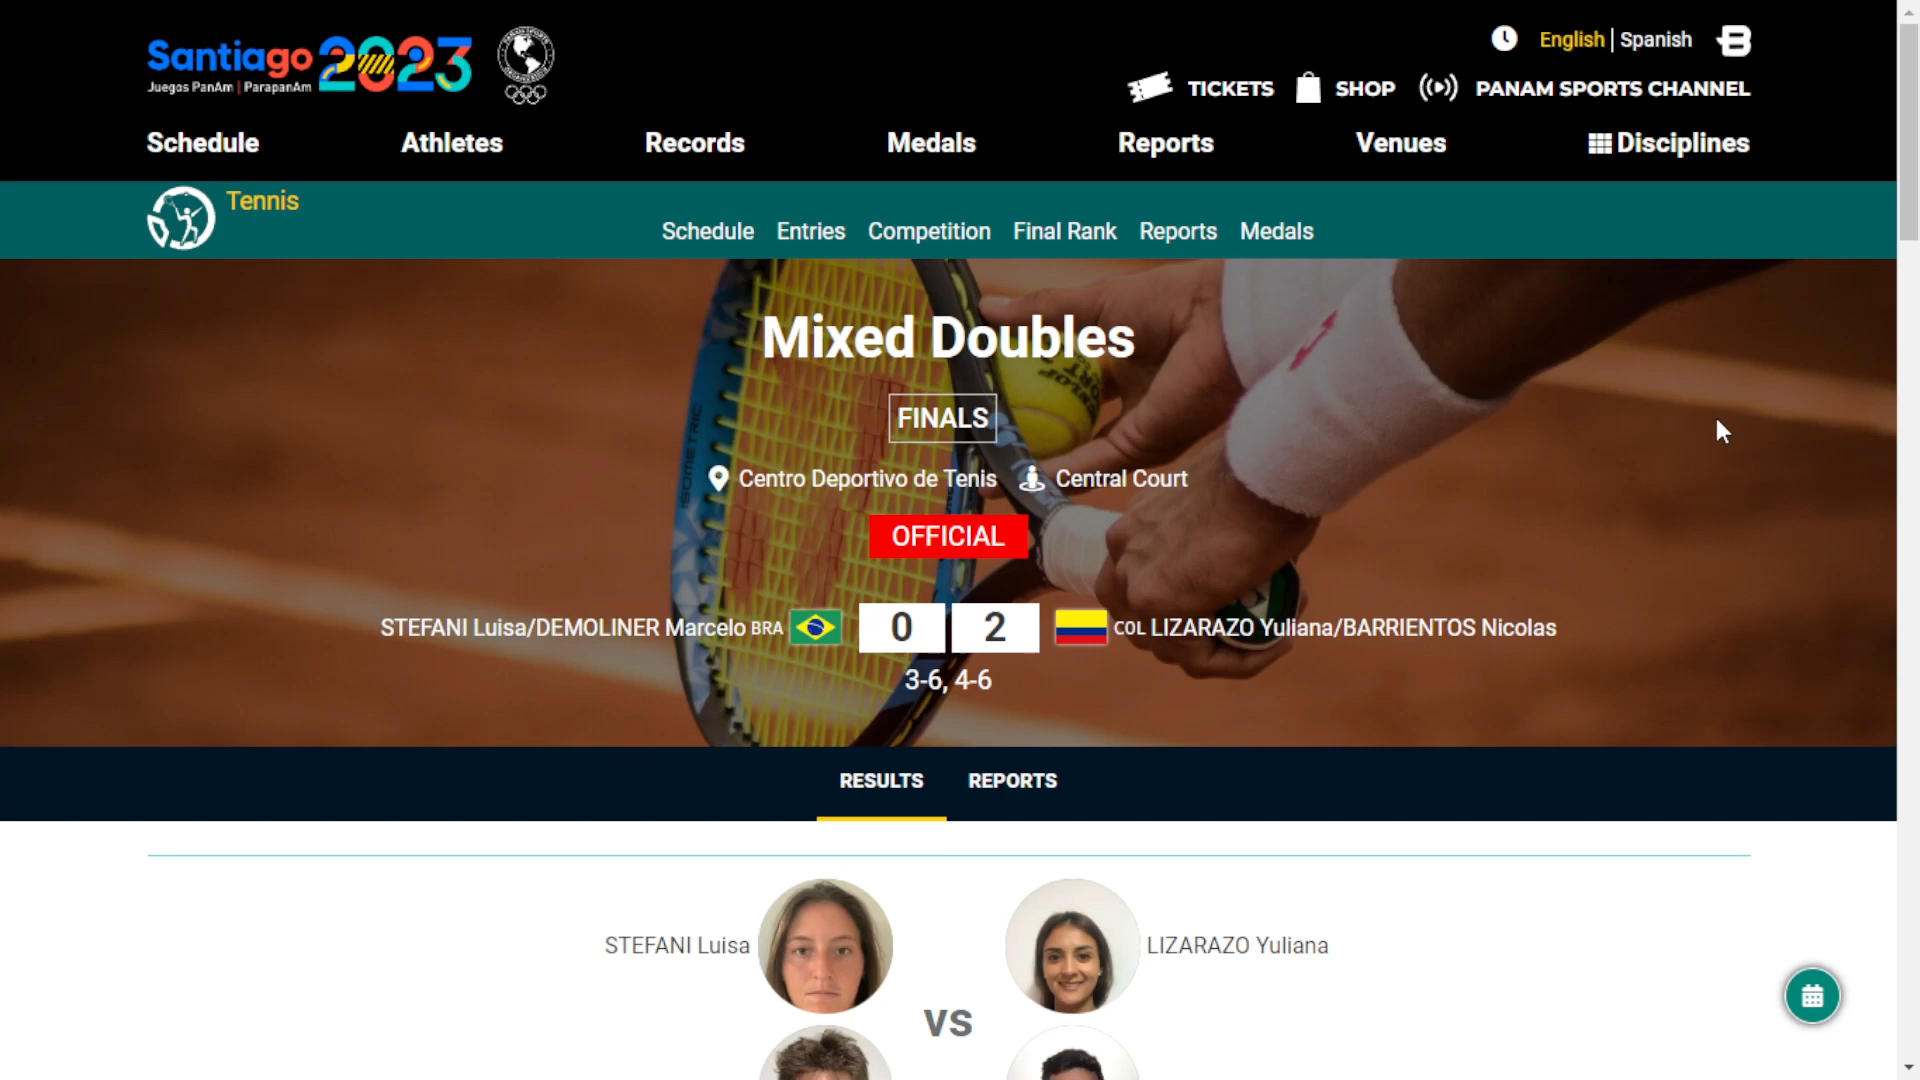 Santiago 2023
Juegos PanAm | ParapanAm
English | Spanish
TICKETS SHOP PANAM SPORTS CHANNEL
Schedule Athletes Records Medals Reports Venues Disciplines
Tennis
Schedule Entries Competition Final Rank Reports Medals
Mixed Doubles
FINALS
Centro Deportivo de Tenis Central Court
OFFICIAL
STEFANI Luisa/DEMOLINER Marcelo BRA 0 2 COL LIZARAZO Yuliana/BARRIENTOS Nicolas
3-6, 4-6
RESULTS REPORTS
STEFANI Luisa LIZARAZO Yuliana
VS